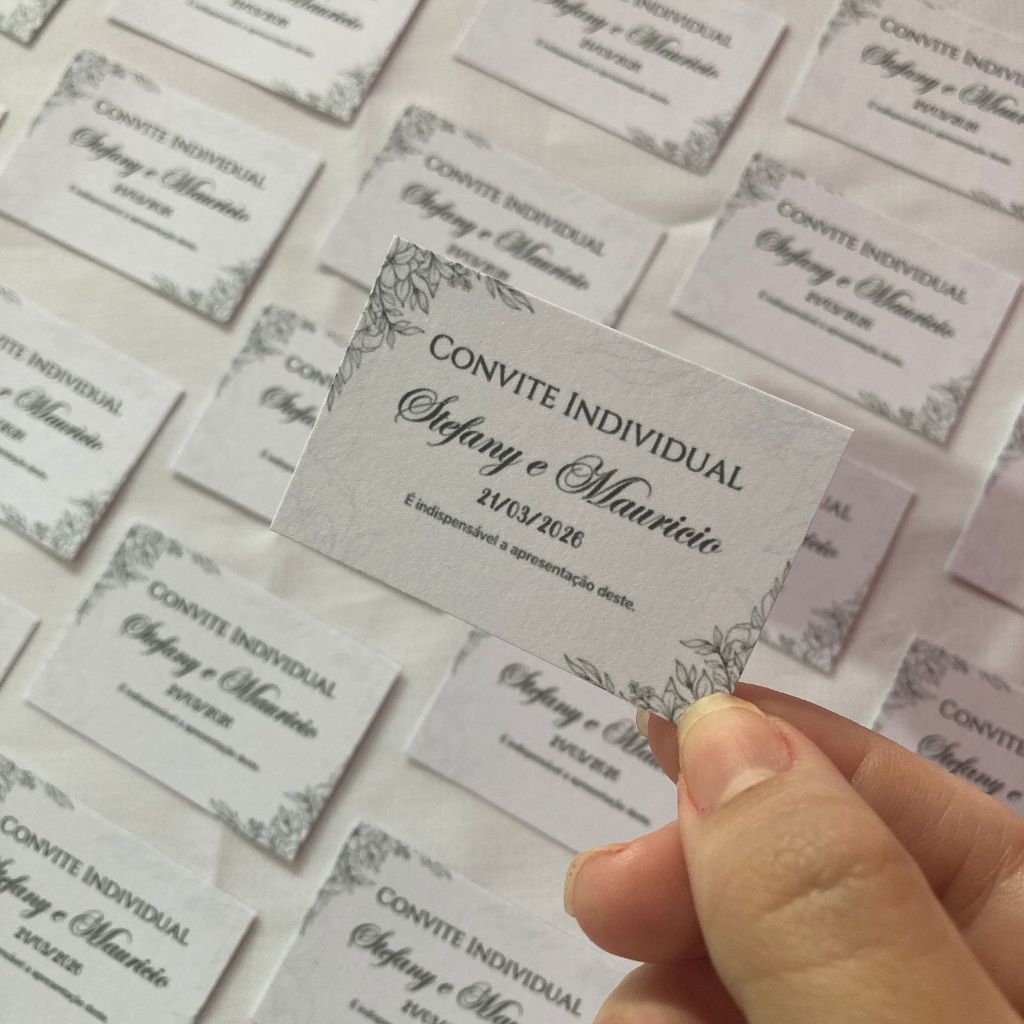 CONVITE INDIVIDUAL
Stefany e Mauricio
21/03/2026
É indispensável a apresentação deste.